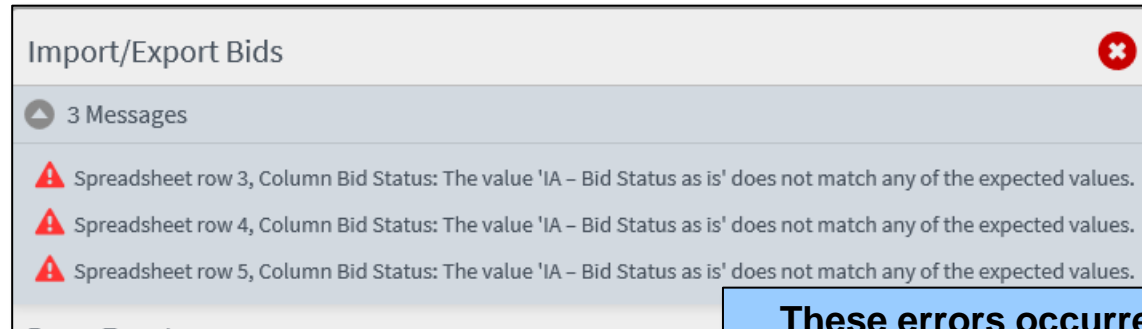 Import/Export Bids
3 Messages
Spreadsheet row 3, Column Bid Status: The value 'IA – Bid Status as is' does not match any of the expected values.
Spreadsheet row 4, Column Bid Status: The value 'IA – Bid Status as is' does not match any of the expected values.
Spreadsheet row 5, Column Bid Status: The value 'IA – Bid Status as is' does not match any of the expected values.
These errors occurre